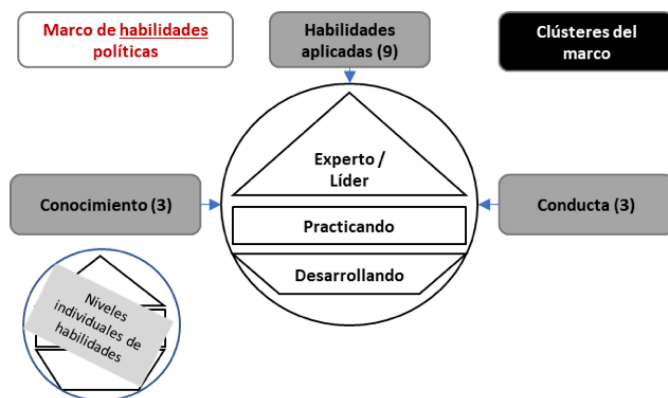 Marco de habilidades
políticas
Habilidades
aplicadas (9)
Clústeres del
marco
Experto /
Líder
Conocimiento (3)
Practicando
Conducta (3)
Desarrollando
Niveles
individuales de
habilidades